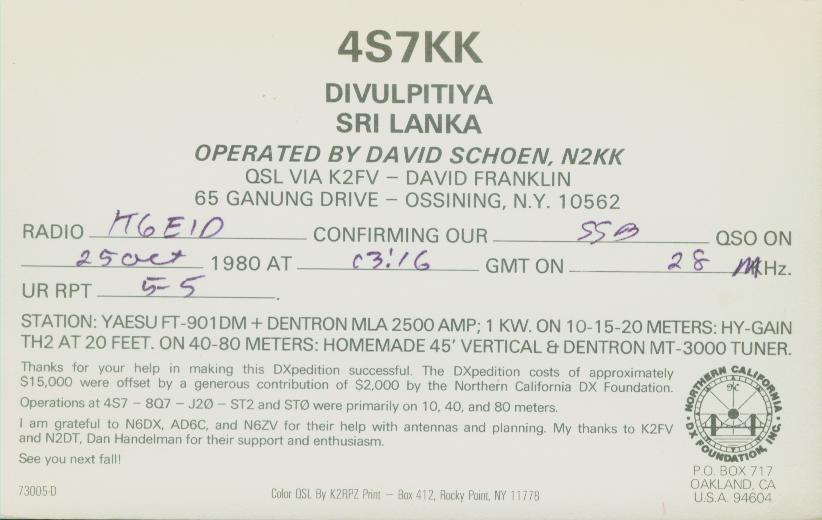 4S7KK
DIVULPITIYA
SRI LANKA
OPERATED BY DAVID SCHOEN, N2KK
QSL VIA K2FV – DAVID FRANKLIN
65 GANUNG DRIVE – OSSINING, N.Y. 10562
RADIO H6EID CONFIRMING OUR SSB QSO ON
25 Oct 1980 AT 03:16 GMT ON 28 MHz.
UR RPT 5-5.
STATION: YAESU FT-901DM + DENTRON MLA 2500 AMP; 1 KW. ON 10-15-20 METERS: HY-GAIN
TH2 AT 20 FEET. ON 40-80 METERS: HOMEMADE 45' VERTICAL & DENTRON MT-3000 TUNER.
Thanks for your help in making this DXpedition successful. The DXpedition costs of approximately
$15,000 were offset by a generous contribution of $2,000 by the Northern California DX Foundation.
Operations at 4S7 – 8Q7 – J2Ø – ST2 and STØ were primarily on 10, 40, and 80 meters.
I am grateful to N6DX, AD6C, and N6ZV for their help with antennas and planning. My thanks to K2FV
and N2DT, Dan Handelman for their support and enthusiasm.
See you next fall!
NORTHERN CALIFORNIA
DX FOUNDATION, INC.
P.O. BOX 717
OAKLAND, CA
U.S.A. 94604
73005-D
Color QSL By K2RPZ Print – Box 412, Rocky Point, NY 11778